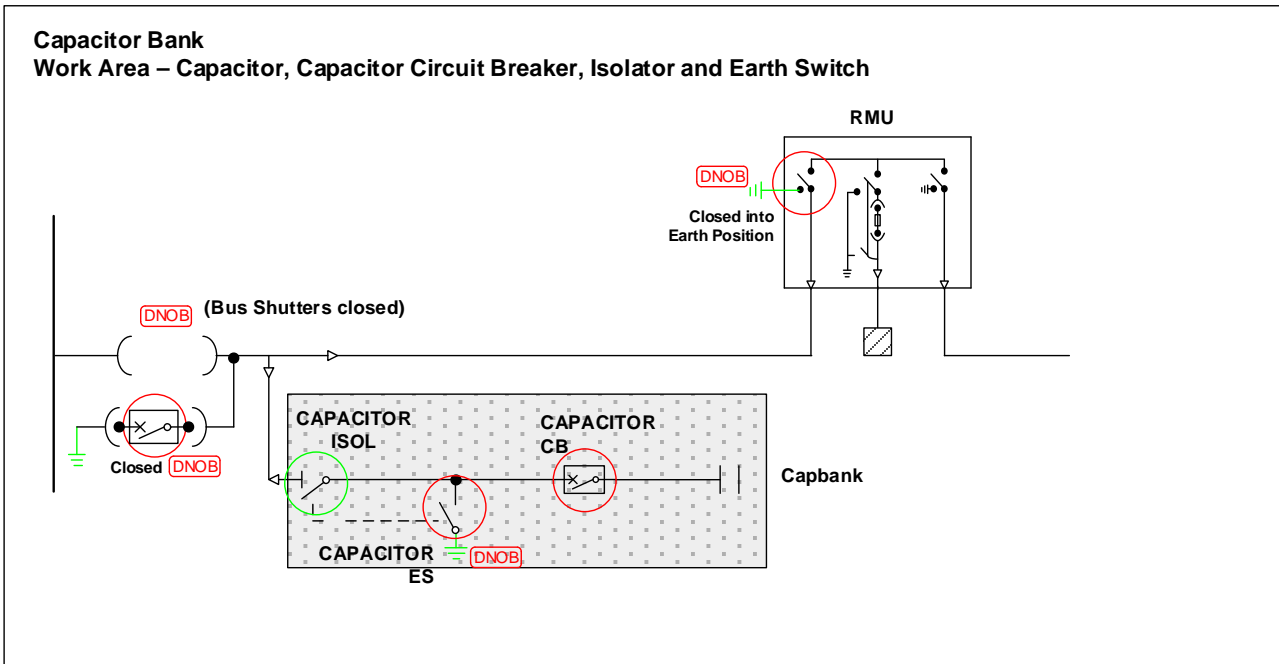 Capacitor Bank
Work Area – Capacitor, Capacitor Circuit Breaker, Isolator and Earth Switch
RMU
DNOB
Closed into
Earth Position
DNOB
(Bus Shutters closed)
CAPACITOR
ISOL
CAPACITOR
CB
Closed
DNOB
Capbank
CAPACITOR
ES
DNOB